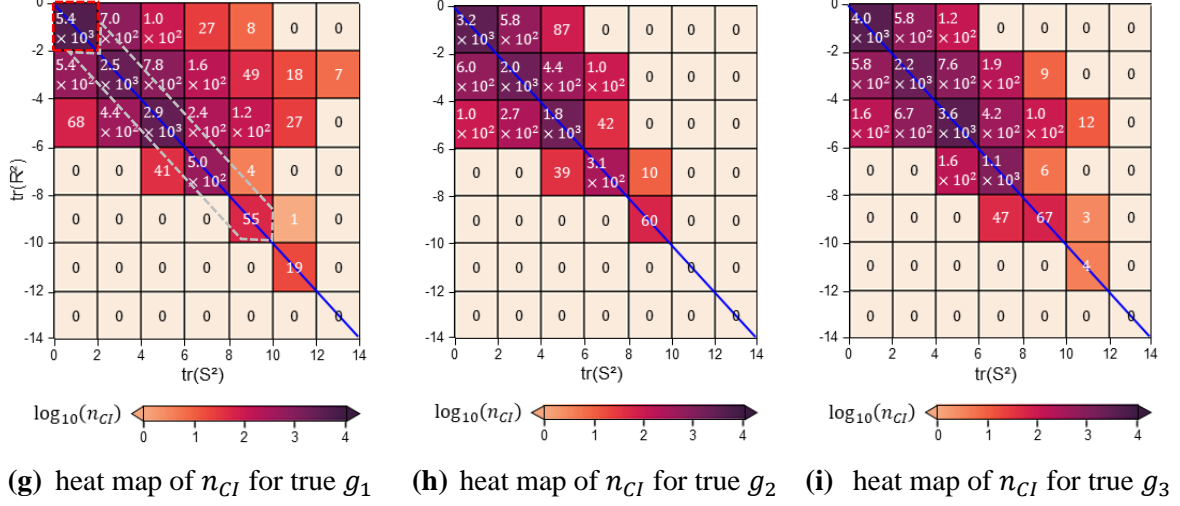 0 5.4 × 10³ 7.0 × 10² 1.0 × 10² 27 8 0 0
-2 5.4 × 10² 2.5 × 10³ 7.8 × 10² 1.6 × 10² 49 18 7
-4 68 4.4 × 10² 2.9 × 10³ 2.4 × 10² 1.2 × 10² 27 0
-6 0 0 41 5.0 × 10² 4 0 0
-8 0 0 0 0 55 1 0
-10 0 0 0 0 0 19 0
-12 0 0 0 0 0 0 0
-14
tr(R²)
0 2 4 6 8 10 12 14
tr(S²)
log₁₀(n_CI)
0 1 2 3 4
(g) heat map of n_CI for true g₁
0 3.2 × 10³ 5.8 × 10² 87 0 0 0 0
-2 6.0 × 10² 2.0 × 10³ 4.4 × 10² 1.0 × 10² 0 0 0
-4 1.0 × 10² 2.7 × 10² 1.8 × 10³ 42 0 0 0
-6 0 0 39 3.1 × 10² 10 0 0
-8 0 0 0 0 60 0 0
-10 0 0 0 0 0 0 0
-12 0 0 0 0 0 0 0
-14
0 2 4 6 8 10 12 14
tr(S²)
log₁₀(n_CI)
0 1 2 3 4
(h) heat map of n_CI for true g₂
0 4.0 × 10³ 5.8 × 10² 1.2 × 10² 0 0 0 0
-2 5.8 × 10² 2.2 × 10³ 7.6 × 10² 1.9 × 10² 9 0 0
-4 1.6 × 10² 6.7 × 10² 3.6 × 10³ 4.2 × 10² 1.0 × 10² 12 0
-6 0 0 1.6 × 10² 1.1 × 10³ 6 0 0
-8 0 0 0 47 67 3 0
-10 0 0 0 0 0 4 0
-12 0 0 0 0 0 0 0
-14
0 2 4 6 8 10 12 14
tr(S²)
log₁₀(n_CI)
0 1 2 3 4
(i) heat map of n_CI for true g₃